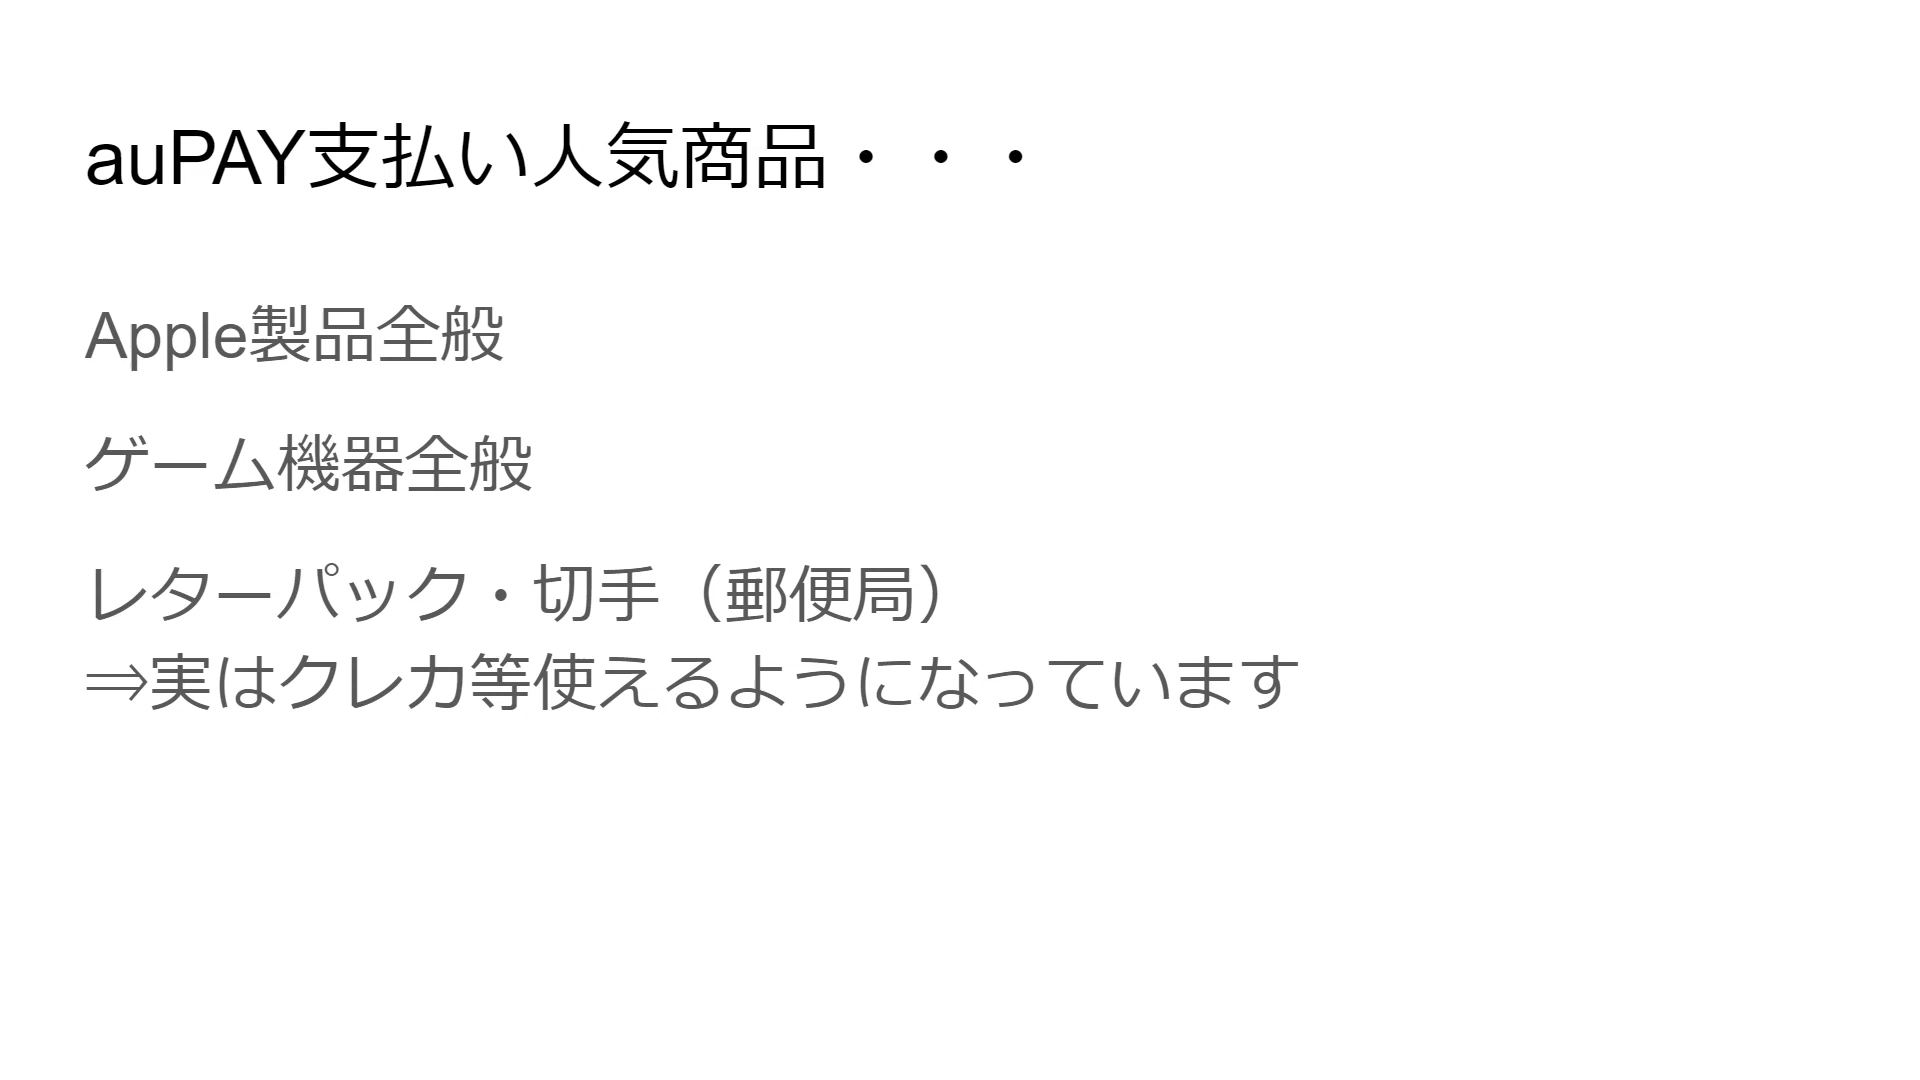 auPAY支払い人気商品・・・
Apple製品全般
ゲーム機器全般
レターパック・切手（郵便局）
⇒実はクレカ等使えるようになっています